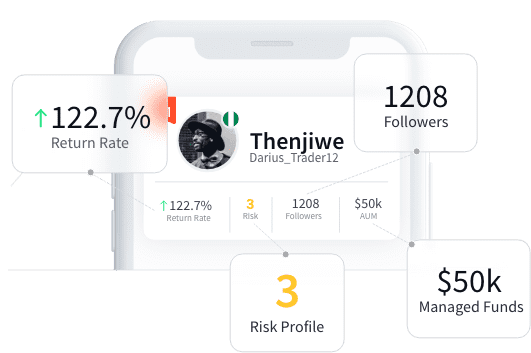 ↑122.7%
Return Rate
1208
Followers
Thenjiwe
Darius_Trader12
↑122.7%
Return Rate
3
Risk
1208
Followers
$50k
AUM
3
Risk Profile
$50k
Managed Funds